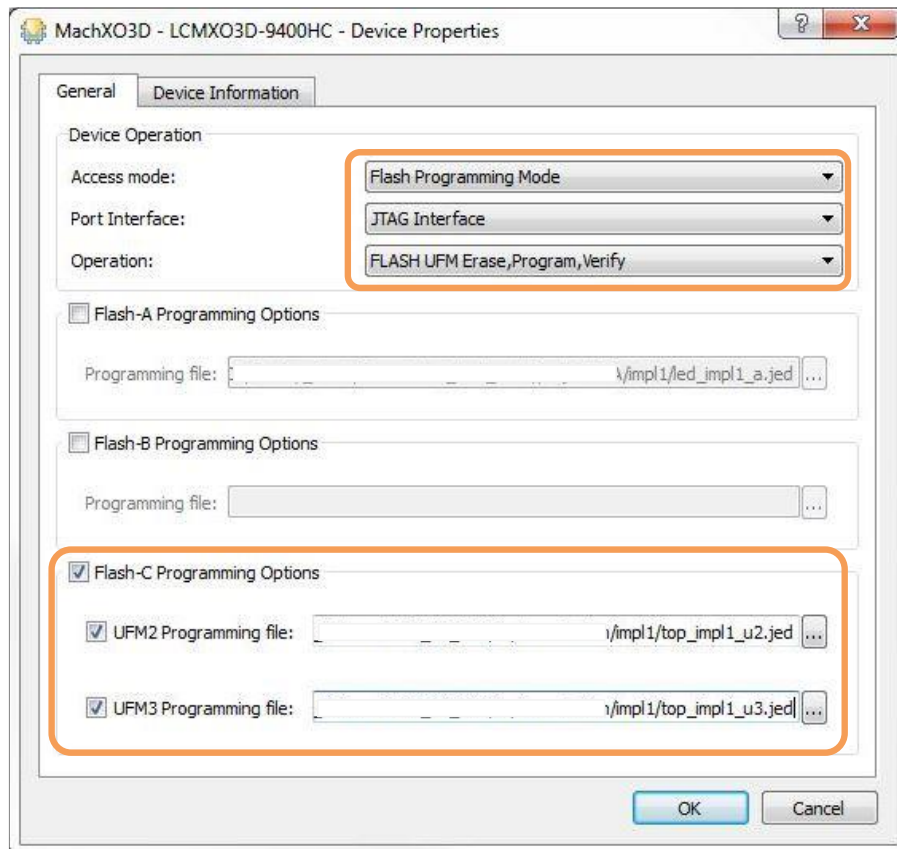 MachXO3D - LCMXO3D-9400HC - Device Properties
General Device Information
Device Operation
Access mode: Flash Programming Mode
Port Interface: JTAG Interface
Operation: FLASH UFM Erase,Program,Verify
Flash-A Programming Options
Programming file: /impl1/led_impl1_a.jed ...
Flash-B Programming Options
Programming file: ...
Flash-C Programming Options
UFM2 Programming file: /impl1/top_impl1_u2.jed ...
UFM3 Programming file: /impl1/top_impl1_u3.jed ...
OK Cancel